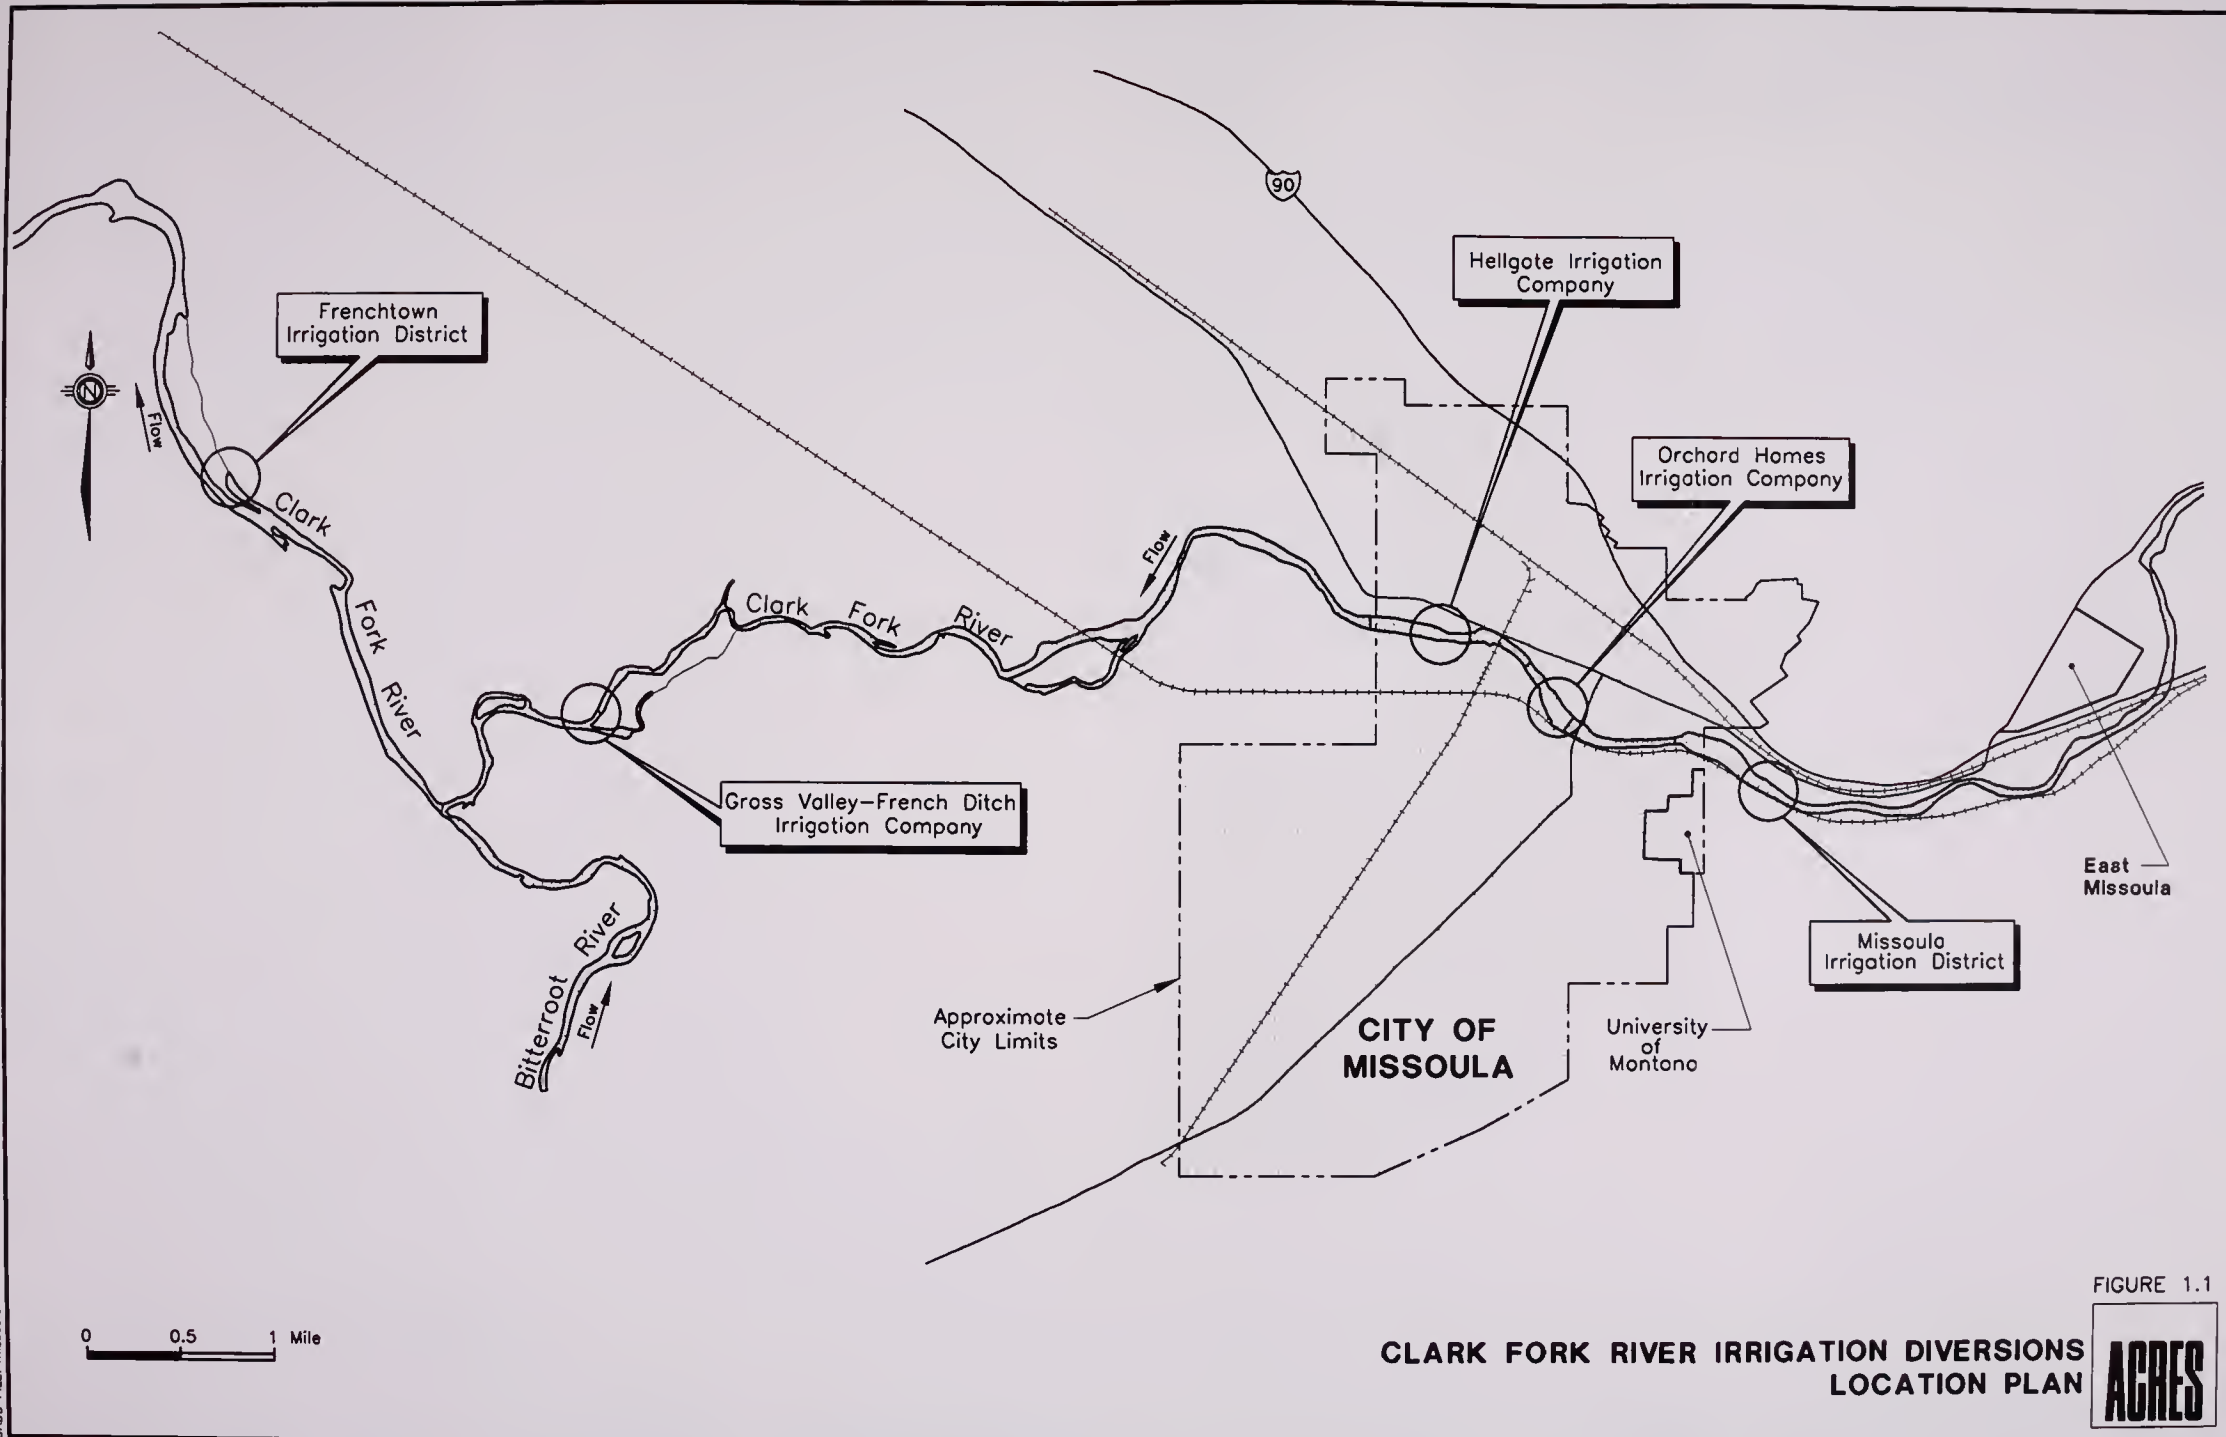 90
Hellgate Irrigation
Company
Frenchtown
Irrigation District
N
Flow
Orchard Homes
Irrigation Company
Clark
Fork
River
Flow
Clark Fork River
Gross Valley-French Ditch
Irrigation Company
East
Missoula
Missoula
Irrigation District
Bitterroot River
Flow
Approximate
City Limits
CITY OF
MISSOULA
University
of
Montana
FIGURE 1.1
0 0.5 1 Mile
CLARK FORK RIVER IRRIGATION DIVERSIONS
LOCATION PLAN
ACRES